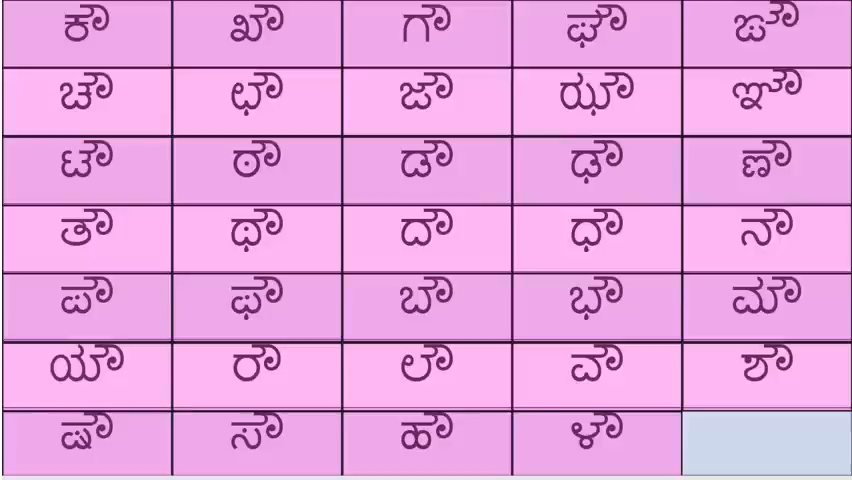 ಕೌ ಖೌ ಗೌ ಘೌ ಙೌ
ಚೌ ಛೌ ಜೌ ಝೌ ಞೌ
ಟೌ ಠೌ ಡೌ ಢೌ ಣೌ
ತೌ ಥೌ ದೌ ಧೌ ನೌ
ಪೌ ಫೌ ಬೌ ಭೌ ಮೌ
ಯೌ ರೌ ಲೌ ವೌ ಶೌ
ಷೌ ಸೌ ಹೌ ಳೌ